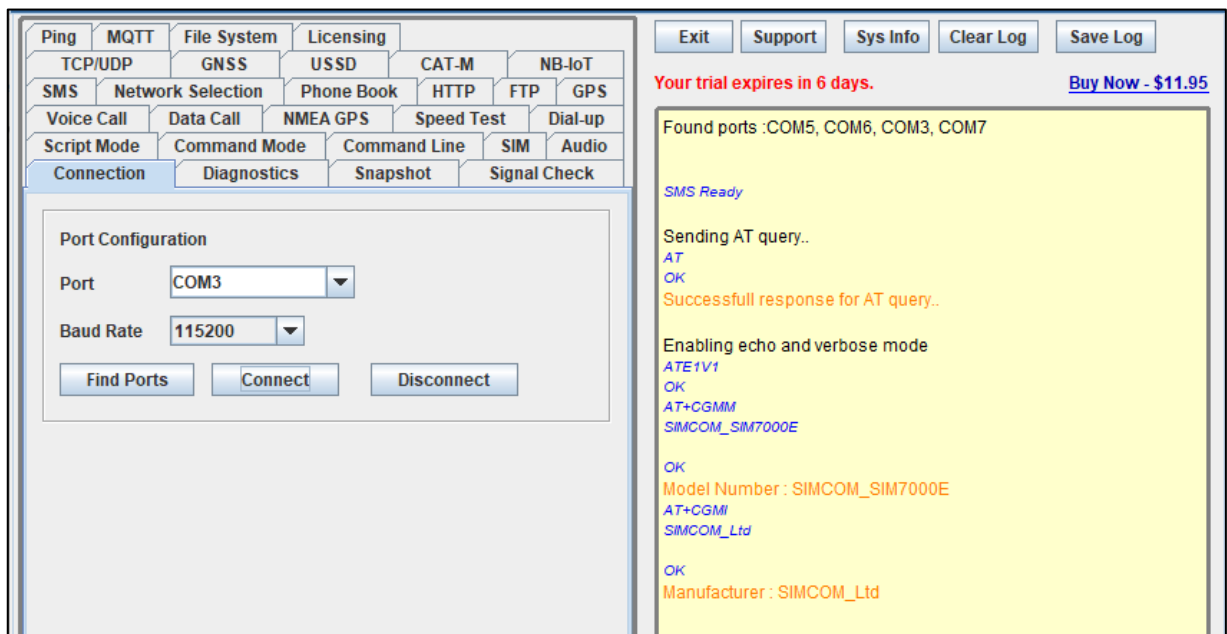 Ping MQTT File System Licensing
TCP/UDP GNSS USSD CAT-M NB-IoT
SMS Network Selection Phone Book HTTP FTP GPS
Voice Call Data Call NMEA GPS Speed Test Dial-up
Script Mode Command Mode Command Line SIM Audio
Connection Diagnostics Snapshot Signal Check
Port Configuration
Port COM3
Baud Rate 115200
Find Ports Connect Disconnect
Exit Support Sys Info Clear Log Save Log
Your trial expires in 6 days. Buy Now - $11.95
Found ports :COM5, COM6, COM3, COM7
SMS Ready
Sending AT query..
AT
OK
Successfull response for AT query..
Enabling echo and verbose mode
ATE1V1
OK
AT+CGMM
SIMCOM_SIM7000E
OK
Model Number : SIMCOM_SIM7000E
AT+CGMI
SIMCOM_Ltd
OK
Manufacturer : SIMCOM_Ltd